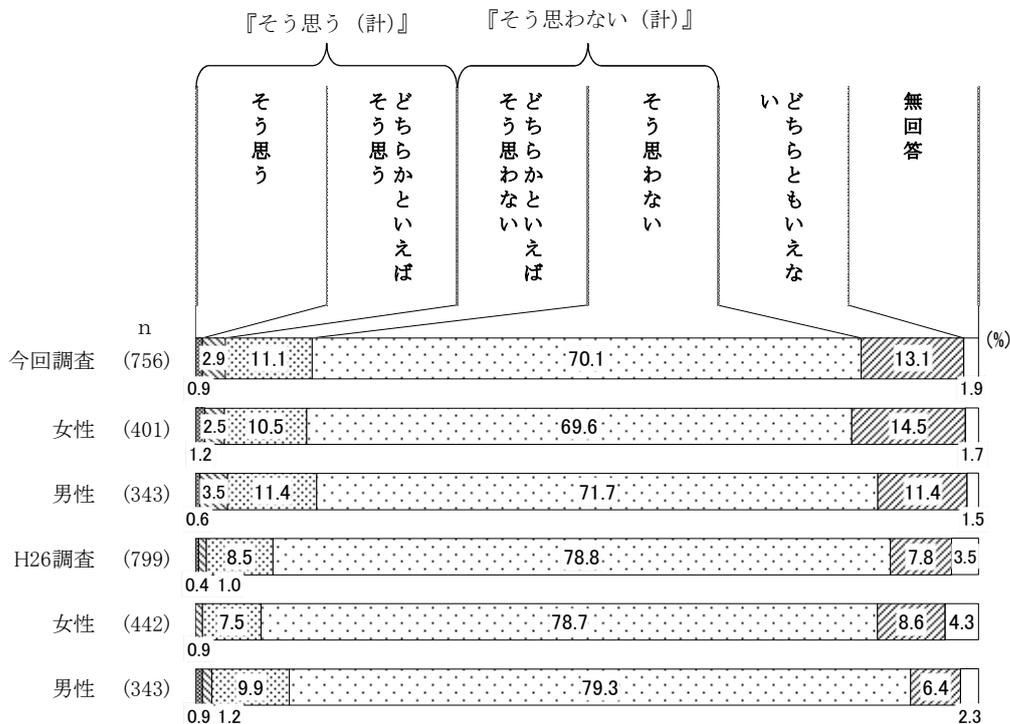 『そう思う（計）』 『そう思わない（計）』
そう思う
どちらかといえば
そう思う
どちらかといえば
そう思わない
そう思わない
どちらともいえな
い
無回答
n
(%)
今回調査 (756) 2.9 11.1 70.1 13.1
0.9 1.9
女性 (401) 2.5 10.5 69.6 14.5
1.2 1.7
男性 (343) 3.5 11.4 71.7 11.4
0.6 1.5
H26調査 (799) 8.5 78.8 7.8 3.5
0.4 1.0
女性 (442) 7.5 78.7 8.6 4.3
0.9
男性 (343) 9.9 79.3 6.4
0.9 1.2 2.3